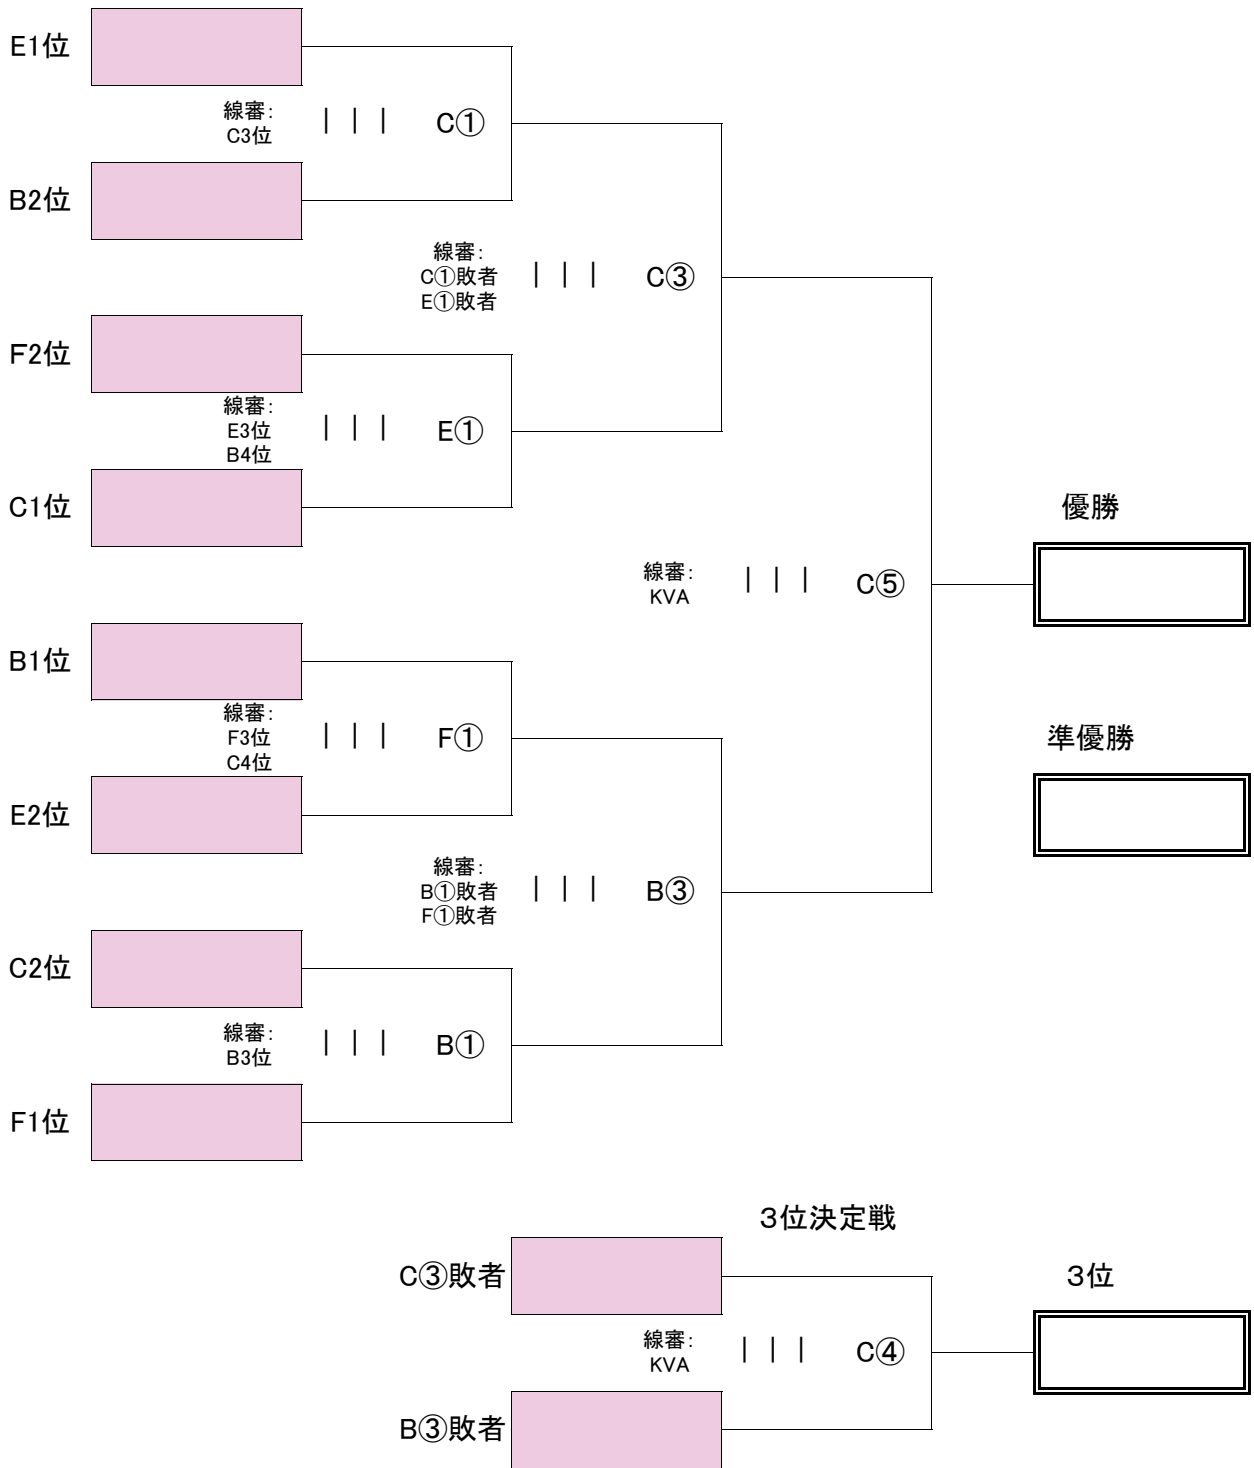 E1位
線審:
C3位
| | |
C①
B2位
線審:
C①敗者
E①敗者
| | |
C③
F2位
線審:
E3位
B4位
| | |
E①
C1位
優勝
線審:
KVA
| | |
C⑤
B1位
線審:
F3位
C4位
| | |
F①
準優勝
E2位
線審:
B①敗者
F①敗者
| | |
B③
C2位
線審:
B3位
| | |
B①
F1位
3位決定戦
C③敗者
3位
線審:
KVA
| | |
C④
B③敗者